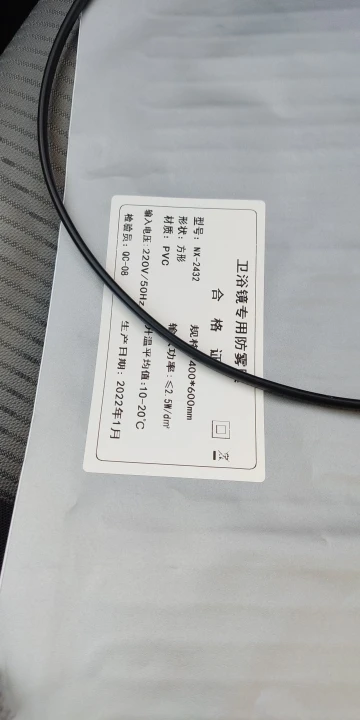 卫浴镜专用防雾
合格证
型号: NX-2432 规格 400*600mm
形状: 方形
材质: PVC 输 功率: ≤2.5W/d㎡
输入电压: 220V/50Hz 升温平均值: 10-20℃
检验员: QC-08 生产日期: 2022年1月